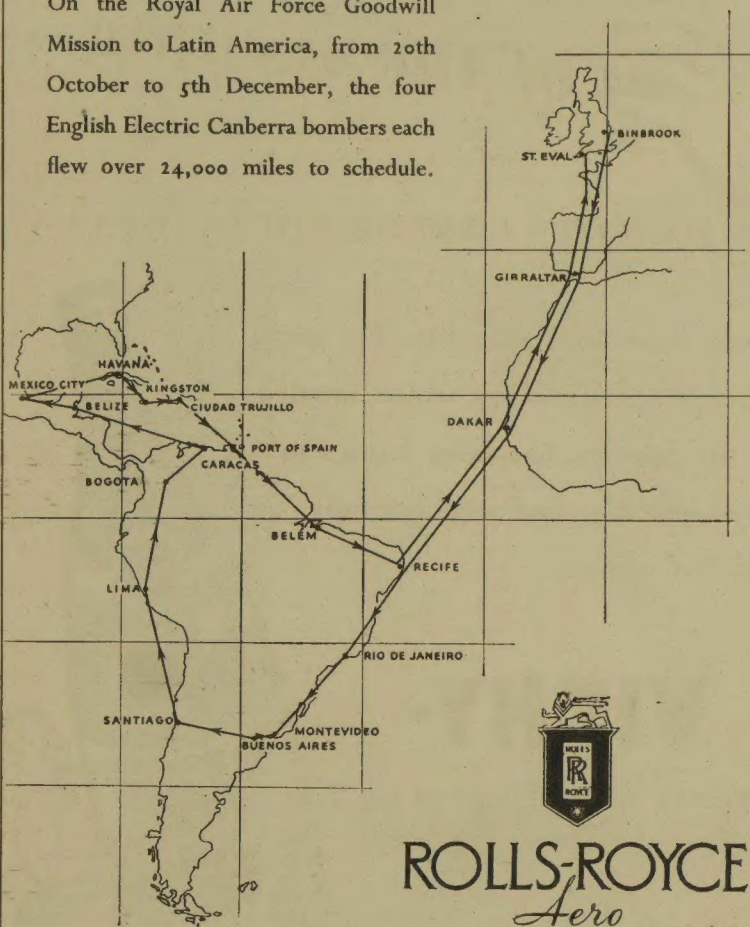 On the Royal Air Force Goodwill
Mission to Latin America, from 20th
October to 5th December, the four
English Electric Canberra bombers each
flew over 24,000 miles to schedule.
BINBROOK
ST. EVAL
GIBRALTAR
HAVANA
MEXICO CITY
KINGSTON
BELIZE
CIUDAD TRUJILLO
DAKAR
PORT OF SPAIN
CARACAS
BOGOTA
BELÉM
RECIFE
LIMA
RIO DE JANEIRO
SANTIAGO
MONTEVIDEO
BUENOS AIRES
ROLLS
RR
ROYCE
ROLLS-ROYCE
Aero